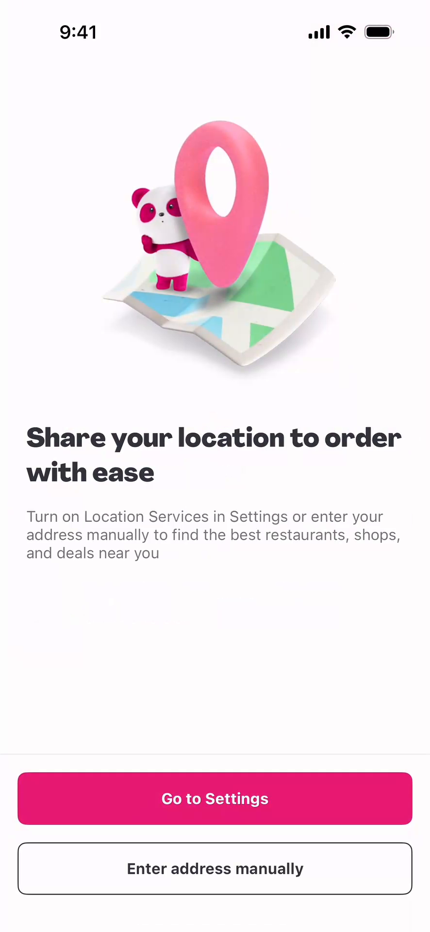 9:41
Share your location to order
with ease
Turn on Location Services in Settings or enter your
address manually to find the best restaurants, shops,
and deals near you
Go to Settings
Enter address manually